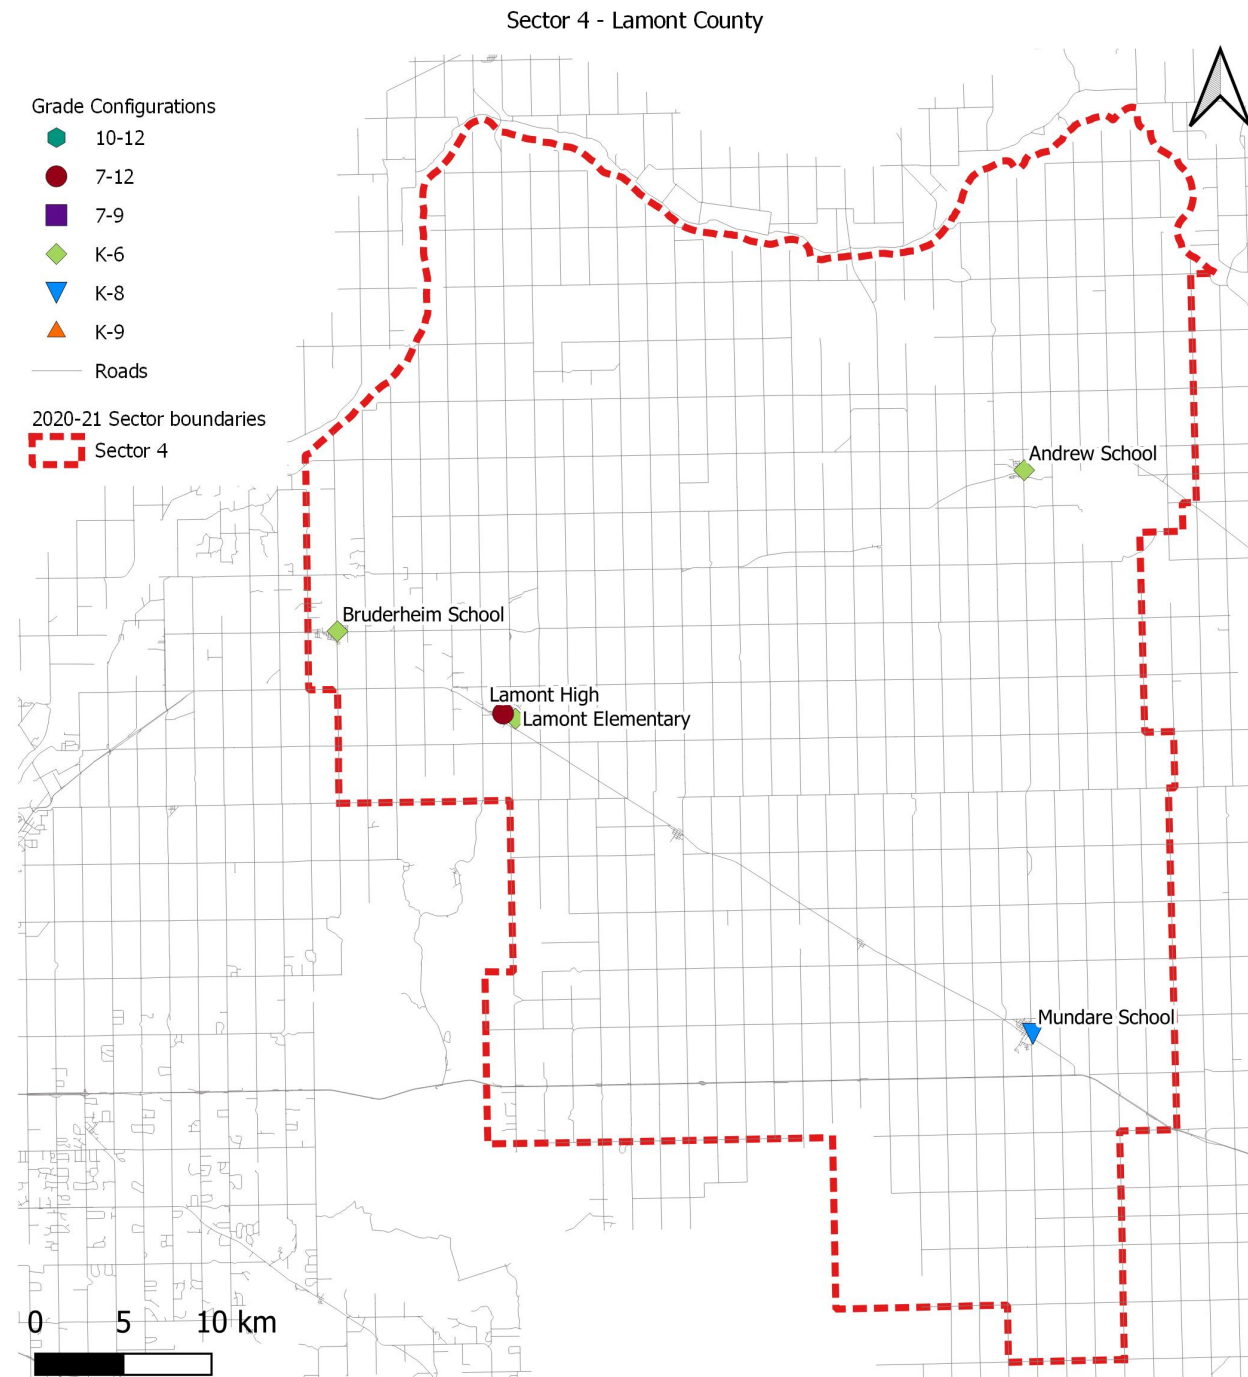 Sector 4 - Lamont County
Grade Configurations
10-12
7-12
7-9
K-6
K-8
K-9
Roads
2020-21 Sector boundaries
Sector 4
Andrew School
Bruderheim School
Lamont High
Lamont Elementary
Mundare School
0 5 10 km